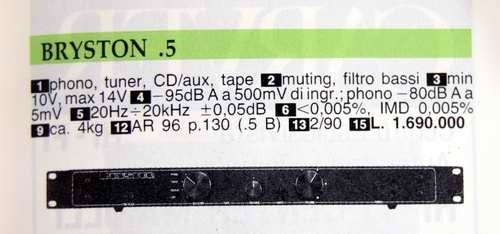 BRYSTON .5
1 phono, tuner, CD/aux, tape 2 muting, filtro bassi 3 min
10V, max 14V 4 –95dB A a 500mV di ingr.; phono –80dB A a
5mV 5 20Hz÷20kHz ±0,05dB 6 <0,005%, IMD 0,005%
9 ca. 4kg 12 AR 96 p.130 (.5 B) 13 2/90 15 L. 1.690.000